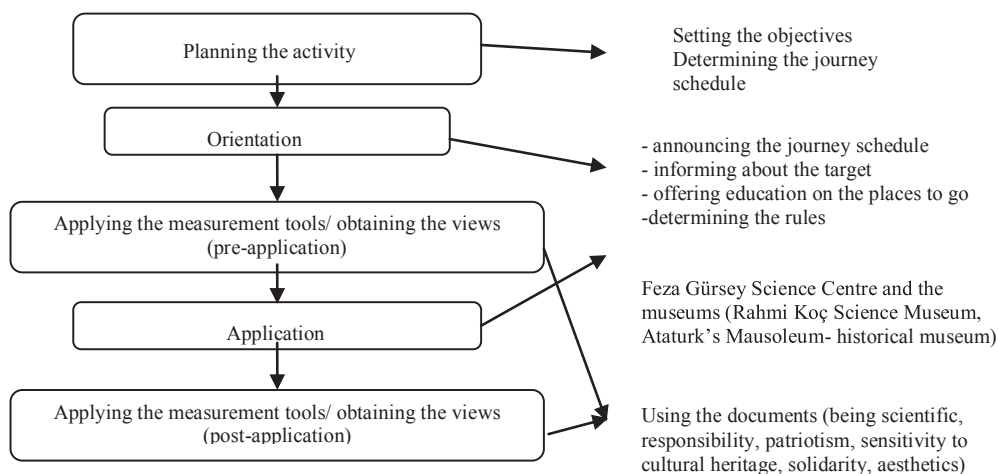 Planning the activity
Setting the objectives
Determining the journey
schedule
Orientation
- announcing the journey schedule
- informing about the target
- offering education on the places to go
-determining the rules
Applying the measurement tools/ obtaining the views
(pre-application)
Application
Feza Gürsey Science Centre and the
museums (Rahmi Koç Science Museum,
Ataturk’s Mausoleum- historical museum)
Applying the measurement tools/ obtaining the views
(post-application)
Using the documents (being scientific,
responsibility, patriotism, sensitivity to
cultural heritage, solidarity, aesthetics)